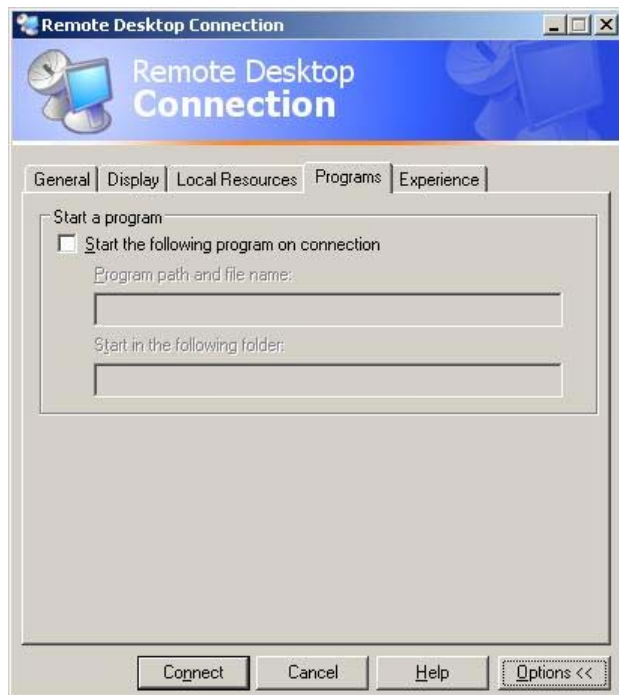 Remote Desktop Connection
Remote Desktop
Connection
General Display Local Resources Programs Experience
Start a program
Start the following program on connection
Program path and file name:
Start in the following folder:
Connect Cancel Help Options <<